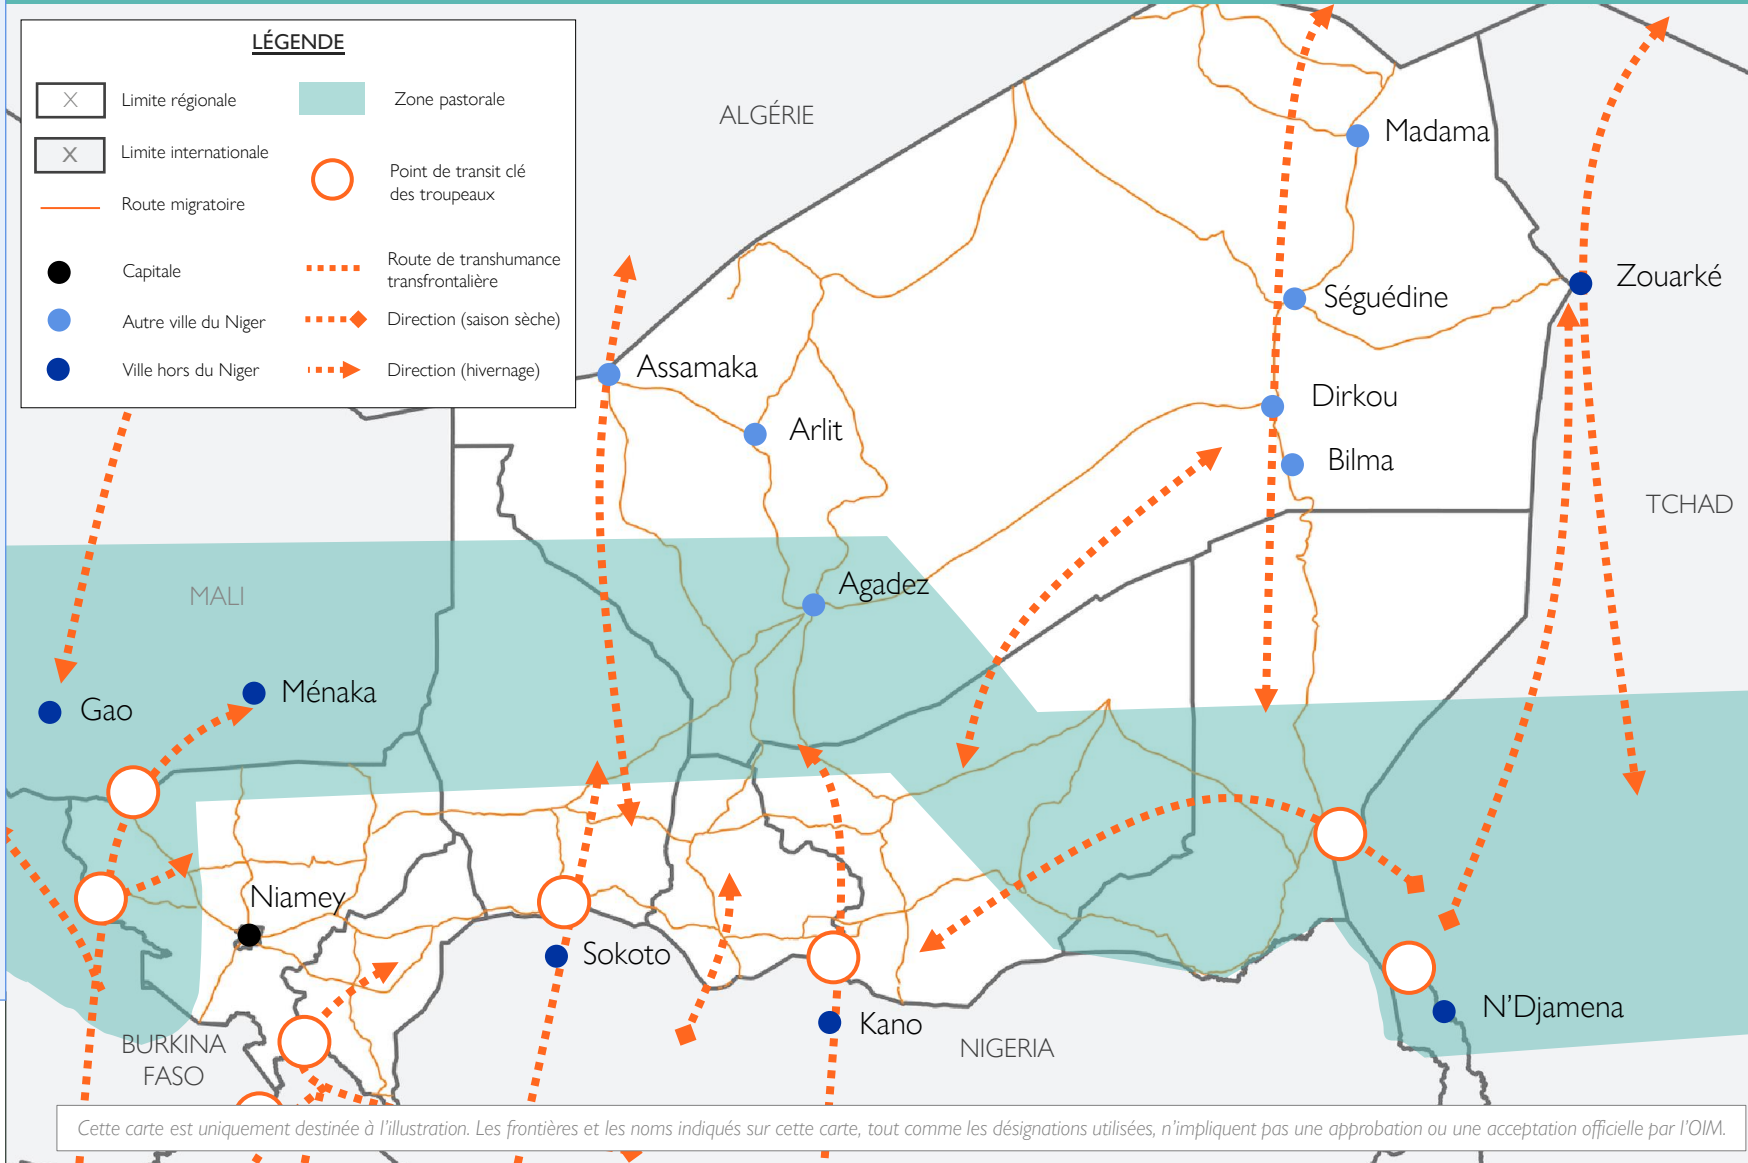 LÉGENDE
X
Limite régionale
Zone pastorale
X
Limite internationale
Point de transit clé
des troupeaux
Route migratoire
Capitale
Route de transhumance
transfrontalière
Autre ville du Niger
Direction (saison sèche)
Ville hors du Niger
Direction (hivernage)
ALGÉRIE
Madama
Zouarké
Séguédine
Assamaka
Dirkou
Arlit
Bilma
TCHAD
Agadez
MALI
Ménaka
Gao
Niamey
Sokoto
N'Djamena
Kano
NIGERIA
BURKINA
FASO
Cette carte est uniquement destinée à l'illustration. Les frontières et les noms indiqués sur cette carte, tout comme les désignations utilisées, n'impliquent pas une approbation ou une acceptation officielle par l'OIM.